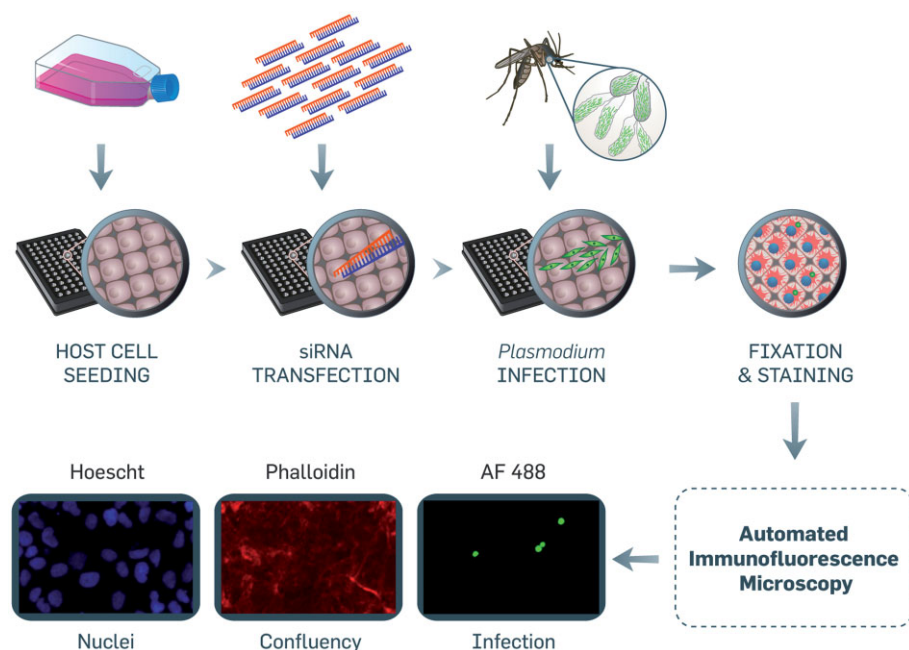 HOST CELL
SEEDING
siRNA
TRANSFECTION
Plasmodium
INFECTION
FIXATION
& STAINING
Hoescht
Phalloidin
AF 488
Automated
Immunofluorescence
Microscopy
Nuclei
Confluency
Infection